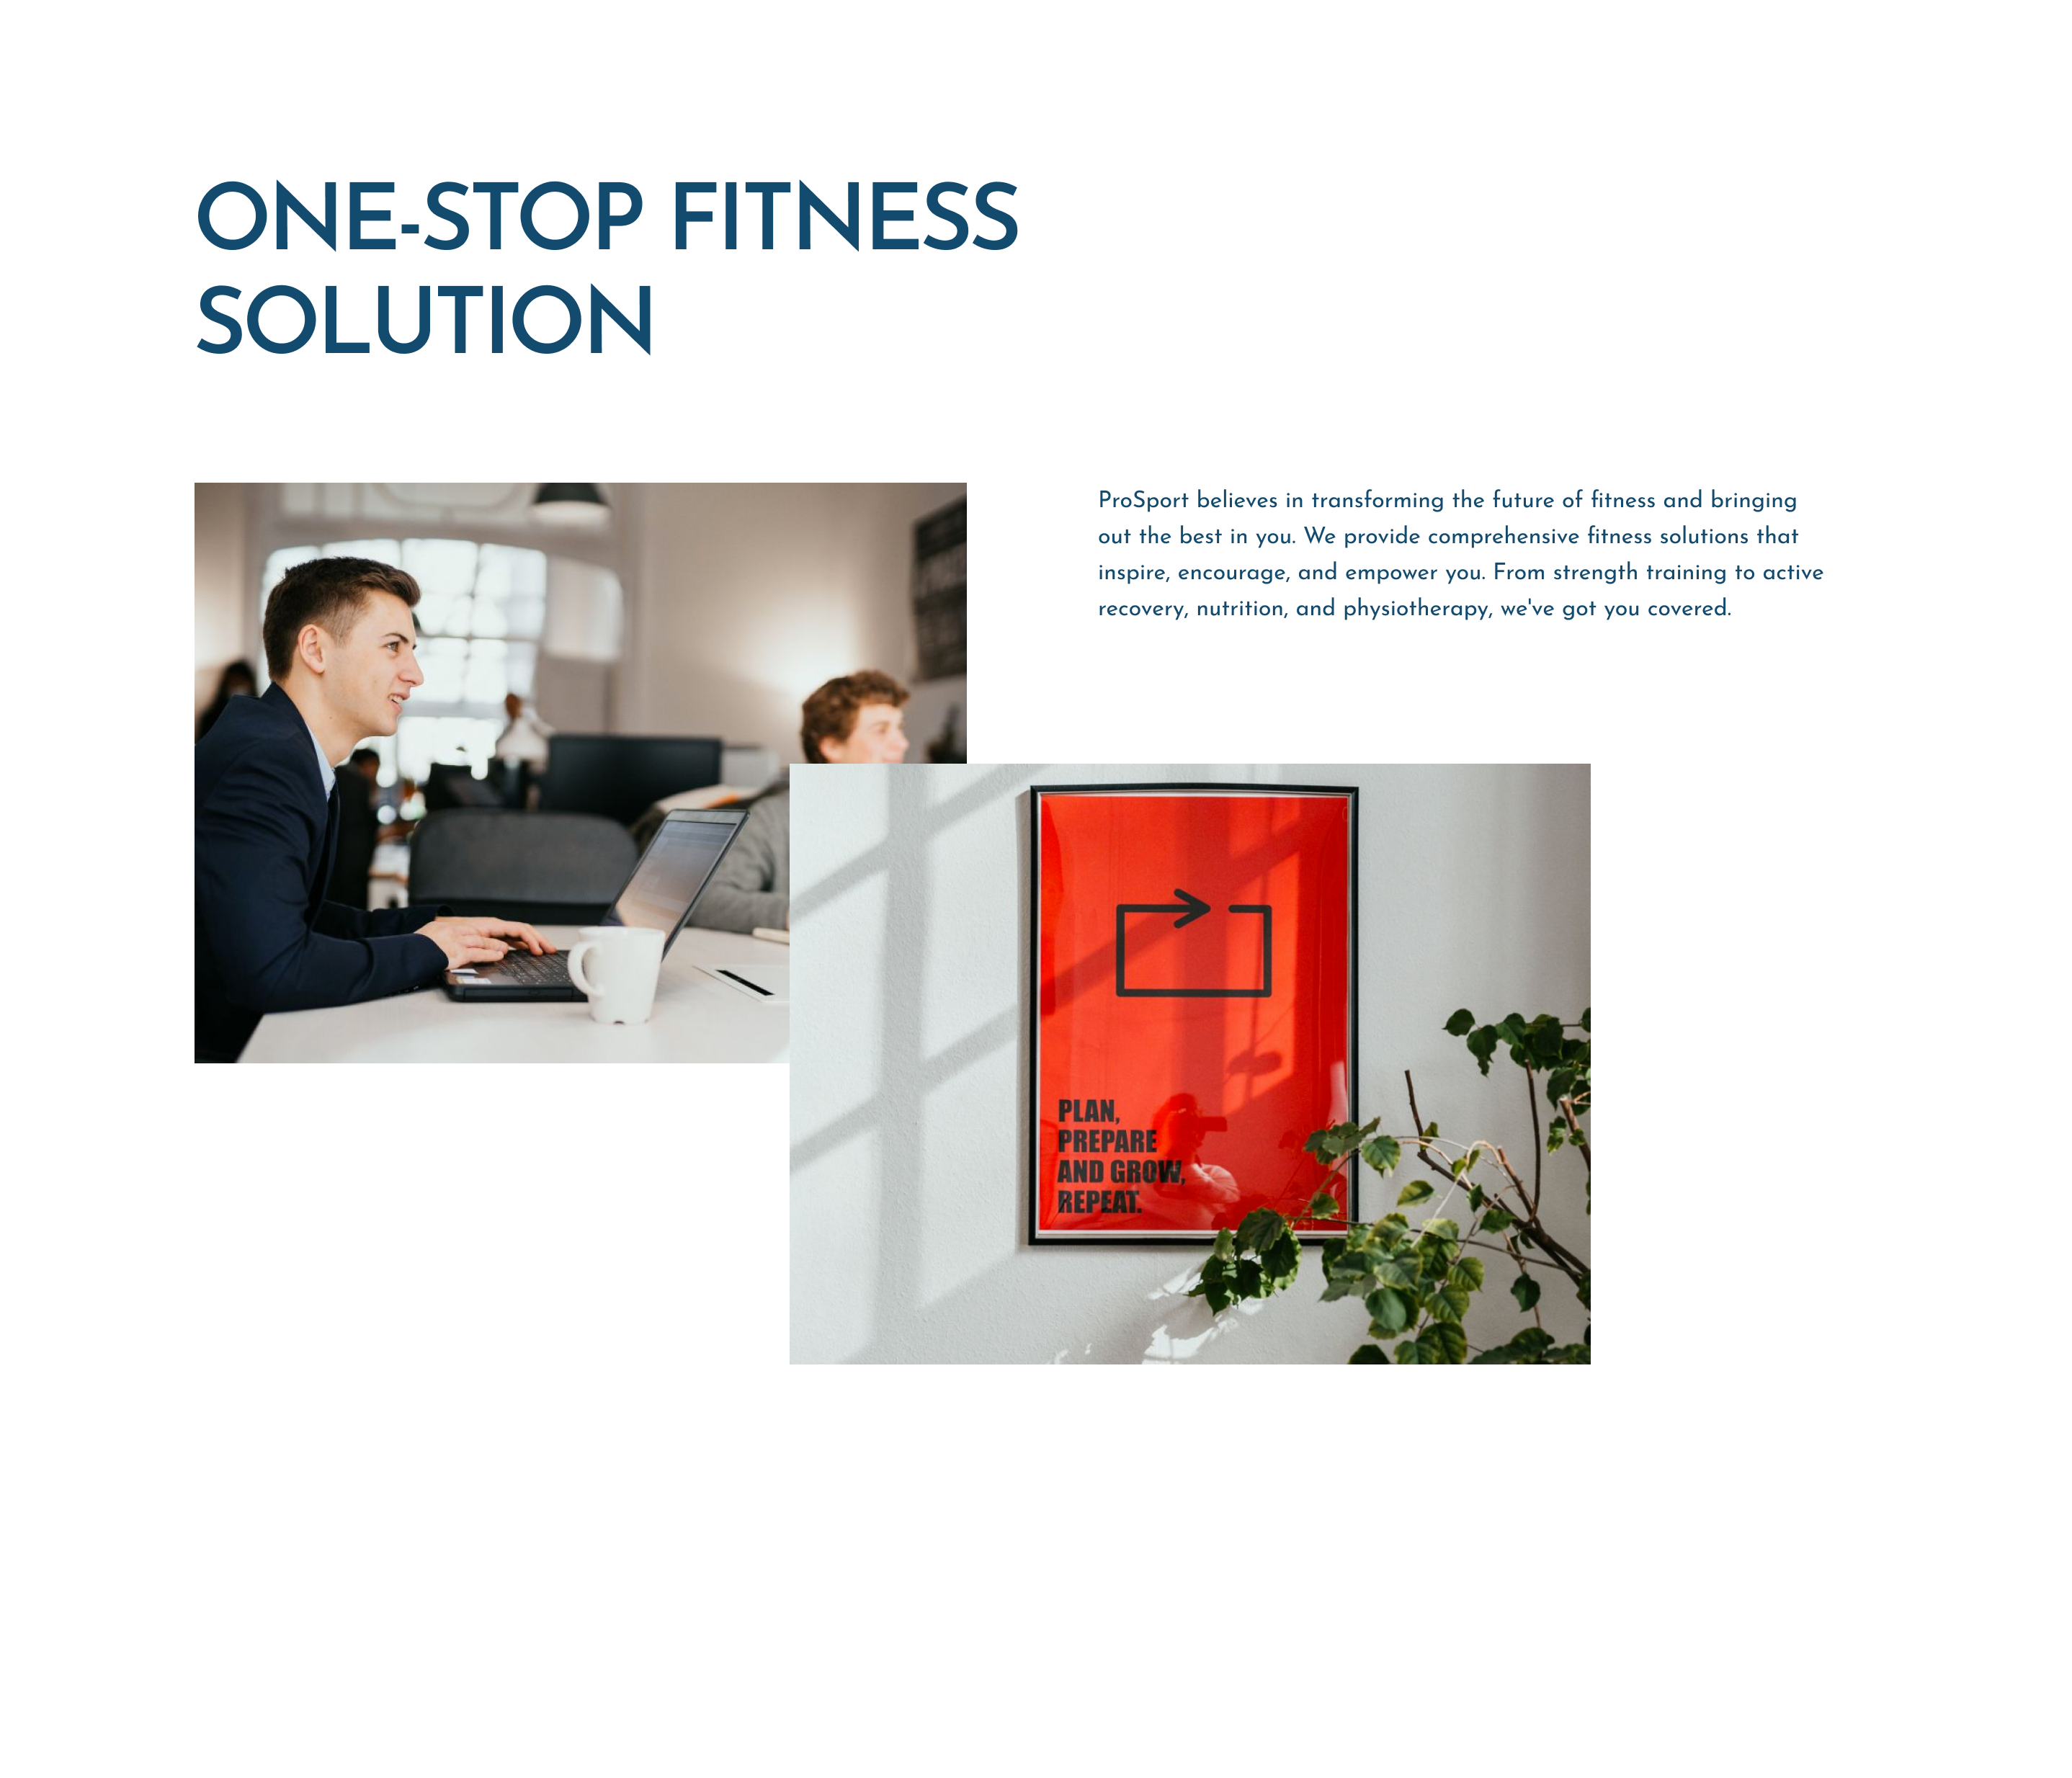 ONE-STOP FITNESS
SOLUTION
ProSport believes in transforming the future of fitness and bringing
out the best in you. We provide comprehensive fitness solutions that
inspire, encourage, and empower you. From strength training to active
recovery, nutrition, and physiotherapy, we've got you covered.
PLAN,
PREPARE
AND GROW,
REPEAT.